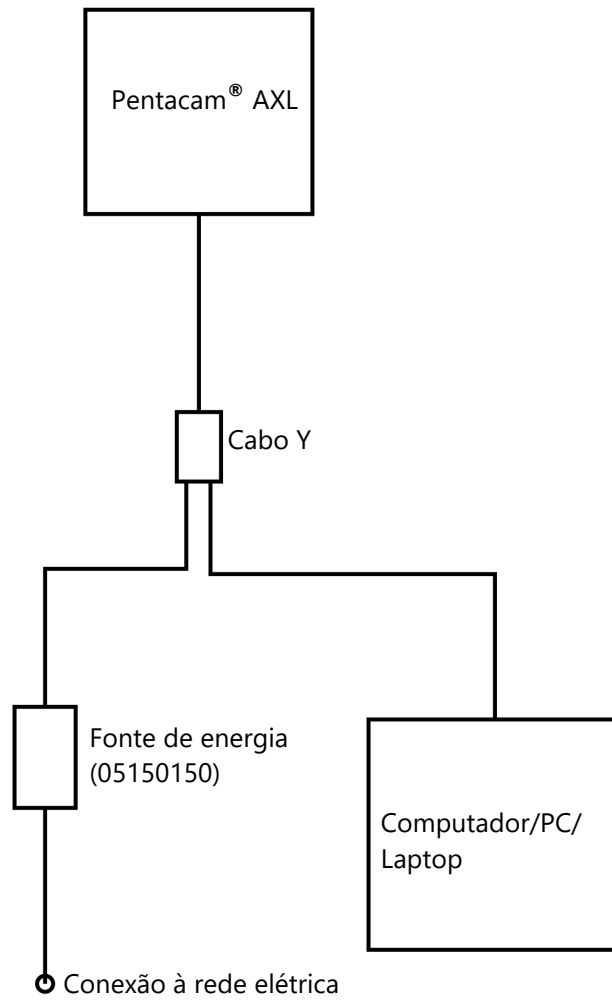 Pentacam® AXL
Cabo Y
Fonte de energia
(05150150)
Computador/PC/
Laptop
Conexão à rede elétrica